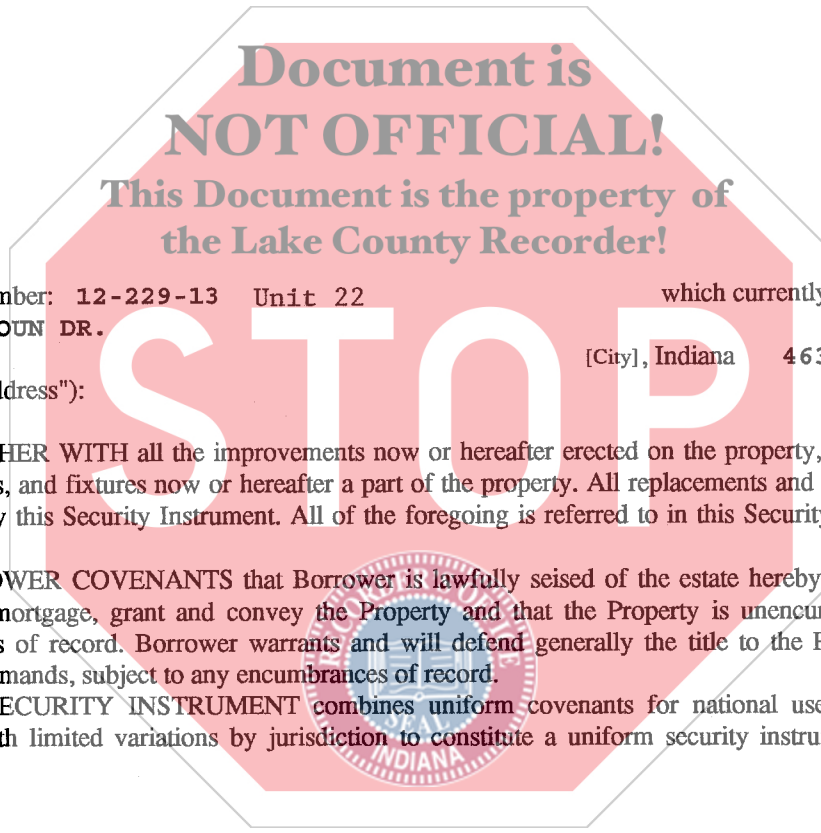 Document is
NOT OFFICIAL!
This Document is the property of
the Lake County Recorder!
mber: 12-229-13 Unit 22 which currently
OUN DR.
[City], Indiana 463
ddress"):
STOP
HER WITH all the improvements now or hereafter erected on the property,
s, and fixtures now or hereafter a part of the property. All replacements and
y this Security Instrument. All of the foregoing is referred to in this Security
OWER COVENANTS that Borrower is lawfully seised of the estate hereby
mortgage, grant and convey the Property and that the Property is unencum
s of record. Borrower warrants and will defend generally the title to the P
mands, subject to any encumbrances of record.
ECURITY INSTRUMENT combines uniform covenants for national use
th limited variations by jurisdiction to constitute a uniform security instru
RECORDER'S OFFICE
SEAL
INDIANA